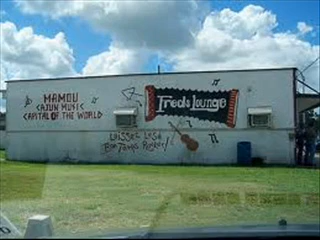 MAMOU
CAJUN MUSIC
CAPITAL OF THE WORLD
Fred's Lounge
LAISSEZ LES
Bon Temps Rouler!